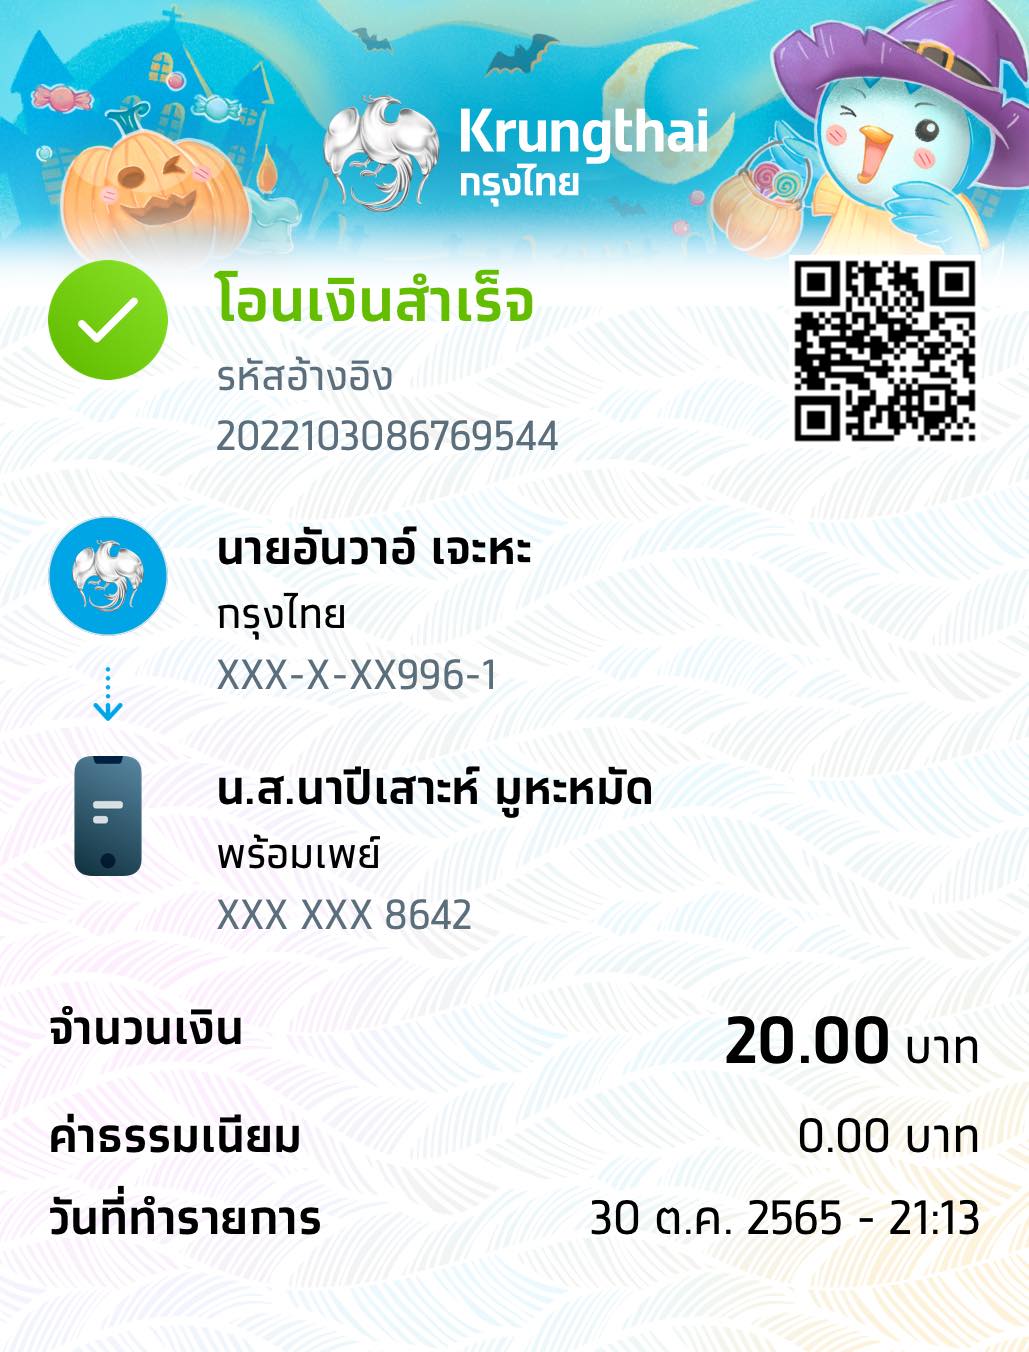 Krungthai
กรุงไทย
โอนเงินสำเร็จ
รหัสอ้างอิง
2022103086769544
นายอันวาอ์ เจะหะ
กรุงไทย
XXX-X-XX996-1
น.ส.นาปีเสาะห์ มูหะหมัด
พร้อมเพย์
XXX XXX 8642
จำนวนเงิน 20.00 บาท
ค่าธรรมเนียม 0.00 บาท
วันที่ทำรายการ 30 ต.ค. 2565 - 21:13